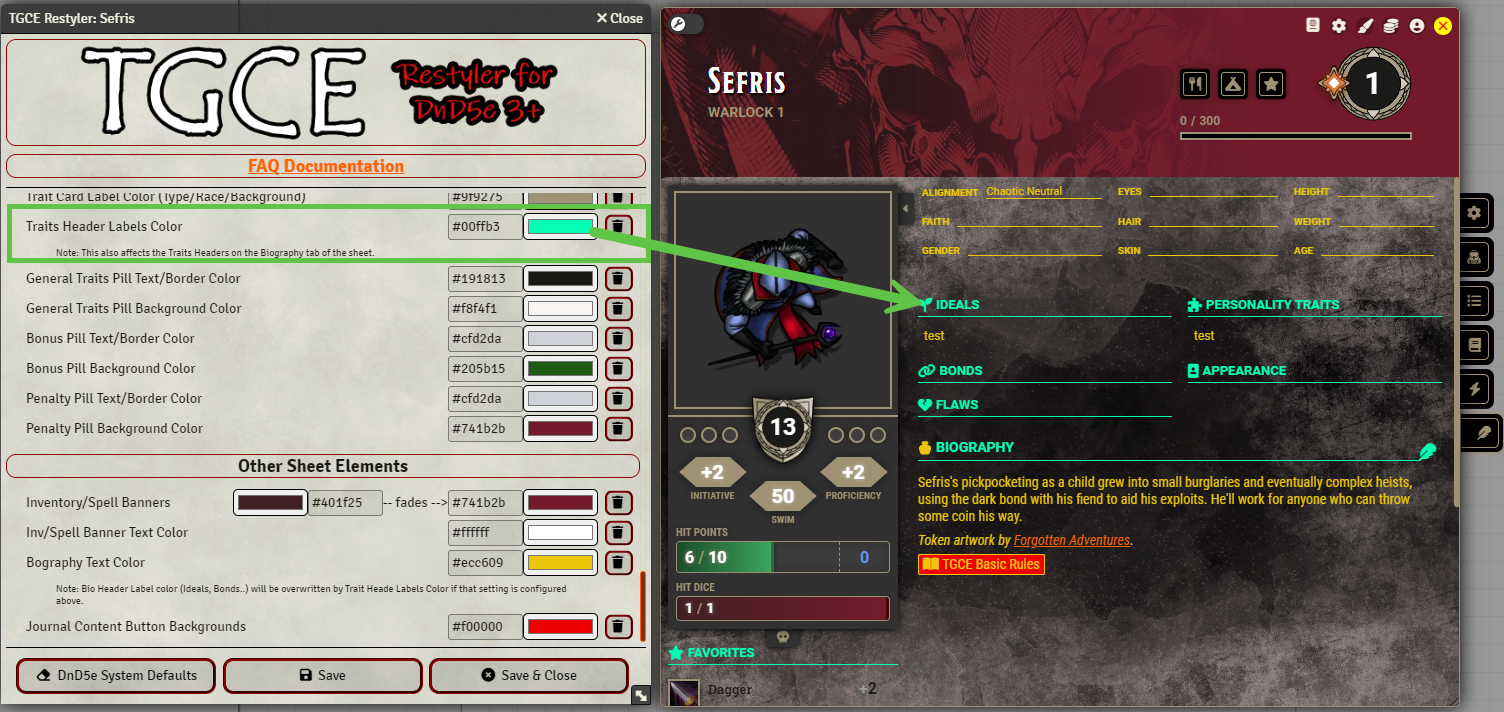 TGCE Restyler: Sefris
Close
TGCE
Restyler for
DnD5e 3+
FAQ Documentation
Trait Card Label Color (Type/Race/Background) #9f9275
Traits Header Labels Color #00ffb3
Note: This also affects the Traits Headers on the Biography tab of the sheet.
General Traits Pill Text/Border Color #191813
General Traits Pill Background Color #f8f4f1
Bonus Pill Text/Border Color #cfd2da
Bonus Pill Background Color #205b15
Penalty Pill Text/Border Color #cfd2da
Penalty Pill Background Color #741b2b
Other Sheet Elements
Inventory/Spell Banners #401f25 -- fades --> #741b2b
Inv/Spell Banner Text Color #ffffff
Bography Text Color #ecc609
Note: Bio Header Label color (Ideals, Bonds..) will be overwritten by Trait Heade Labels Color if that setting is configured
above.
Journal Content Button Backgrounds #f00000
DnD5e System Defaults
Save
Save & Close
SEFRIS
WARLOCK 1
1
0 / 300
13
+2
INITIATIVE
50
SWIM
+2
PROFICIENCY
HIT POINTS
6 / 10
0
HIT DICE
1 / 1
FAVORITES
Dagger +2
ALIGNMENT Chaotic Neutral EYES HEIGHT
FAITH HAIR WEIGHT
GENDER SKIN AGE
IDEALS
test
PERSONALITY TRAITS
test
BONDS
APPEARANCE
FLAWS
BIOGRAPHY
Sefris's pickpocketing as a child grew into small burglaries and eventually complex heists,
using the dark bond with his fiend to aid his exploits. He'll work for anyone who can throw
some coin his way.
Token artwork by Forgotten Adventures.
TGCE Basic Rules